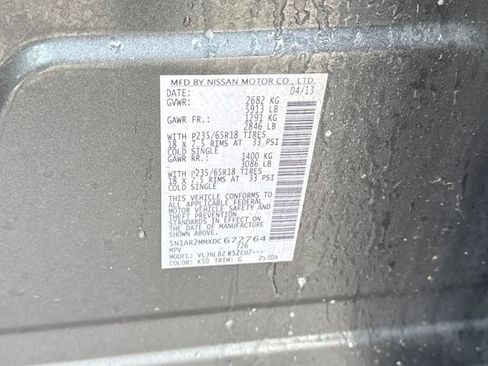 MFD BY NISSAN MOTOR CO., LTD.
DATE: 04/13
GVWR: 2682 KG
5913 LB
GAWR FR.: 1291 KG
2846 LB
WITH P235/65R18 TIRES
18 X 7.5 RIMS AT 33 PSI
COLD SINGLE
GAWR RR.: 1400 KG
3086 LB
WITH P235/65R18 TIRES
18 X 7.5 RIMS AT 33 PSI
COLD SINGLE
THIS VEHICLE CONFORMS TO
ALL APPLICABLE FEDERAL
MOTOR VEHICLE SAFETY AND
THEFT PREVENTION
STANDARDS IN EFFECT ON THE
DATE OF MANUFACTURE
SHOWN ABOVE.
5N1AR2MMXDC672764
MPV 726
MODEL:
COLOR: K50 TRIM: G